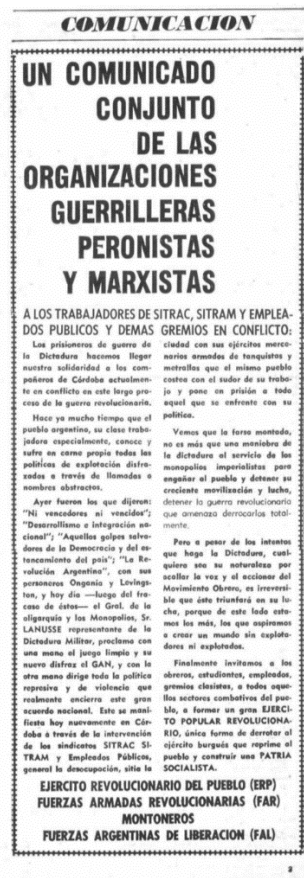 COMUNICACION
UN COMUNICADO
CONJUNTO
DE LAS
ORGANIZACIONES
GUERRILLERAS
PERONISTAS
Y MARXISTAS
A LOS TRABAJADORES DE SITRAC, SITRAM Y EMPLEA-
DOS PUBLICOS Y DEMAS GREMIOS EN CONFLICTO:
Los prisioneros de guerra de
la Dictadura hacemos llegar
nuestra solidaridad a los com-
pañeros de Córdoba actualmen-
te en conflicto en este largo pro-
ceso de la guerra revolucionaria.
Hace ya mucho tiempo que el
pueblo argentino, su clase traba-
jadora especialmente, conoce y
sufre en carne propia todas las
políticas de explotación disfra-
zadas a través de llamadas o
nombres abstractos.
Ayer fueron los que dijeron:
"Ni vencedores ni vencidos";
"Desarrollismo e integración na-
cional"; "Aquellos golpes salva-
dores de la Democracia y del es-
tancamiento del país"; "La Re-
volución Argentina", con sus
personeros Onganía y Levings-
ton, y hoy día —luego del fra-
caso de éstos— el Gral. de la
oligarquía y los Monopolios, Sr.
LANUSSE representante de la
Dictadura Militar, proclama con
una mano el juego limpio y su
nuevo disfraz el GAN, y con la
otra mano dirige toda la política
represiva y de violencia que
realmente encierra este gran
acuerdo nacional. Esto se mani-
fiesta hoy nuevamente en Cór-
doba a través de la intervención
de los sindicatos SITRAC SI-
TRAM y Empleados Públicos,
general la desocupación, sitia la
ciudad con sus ejércitos merce-
narios armados de tanquistas y
metrallas que el mismo pueblo
costea con el sudor de su traba-
jo y pone en prisión a todo
aquel que se enfrente con su
política.
Vemos que la farsa montada,
no es más que una maniobra de
la dictadura al servicio de los
monopolios imperialistas para
engañar al pueblo y detener su
creciente movilización y lucha,
detener la guerra revolucionaria
que amenaza derrocarlos total-
mente.
Pero a pesar de los intentos
que haga la Dictadura, cual-
quiera sea su naturaleza por
acallar la voz y el accionar del
Movimiento Obrero, es irreversi-
ble que éste triunfará en su lu-
cha, porque de este lado esta-
mos los más, los que aspiramos
a crear un mundo sin explota-
dores ni explotados.
Finalmente invitamos a los
obreros, estudiantes, empleados,
gremios clasistas, a todos aque-
llos sectores combativos del pue-
blo, a formar un gran EJERCI-
TO POPULAR REVOLUCIONA-
RIO, única forma de derrotar al
ejército burgués que reprime al
pueblo y construir una PATRIA
SOCIALISTA.
EJERCITO REVOLUCIONARIO DEL PUEBLO (ERP)
FUERZAS ARMADAS REVOLUCIONARIAS (FAR)
MONTONEROS
FUERZAS ARGENTINAS DE LIBERACION (FAL)
3